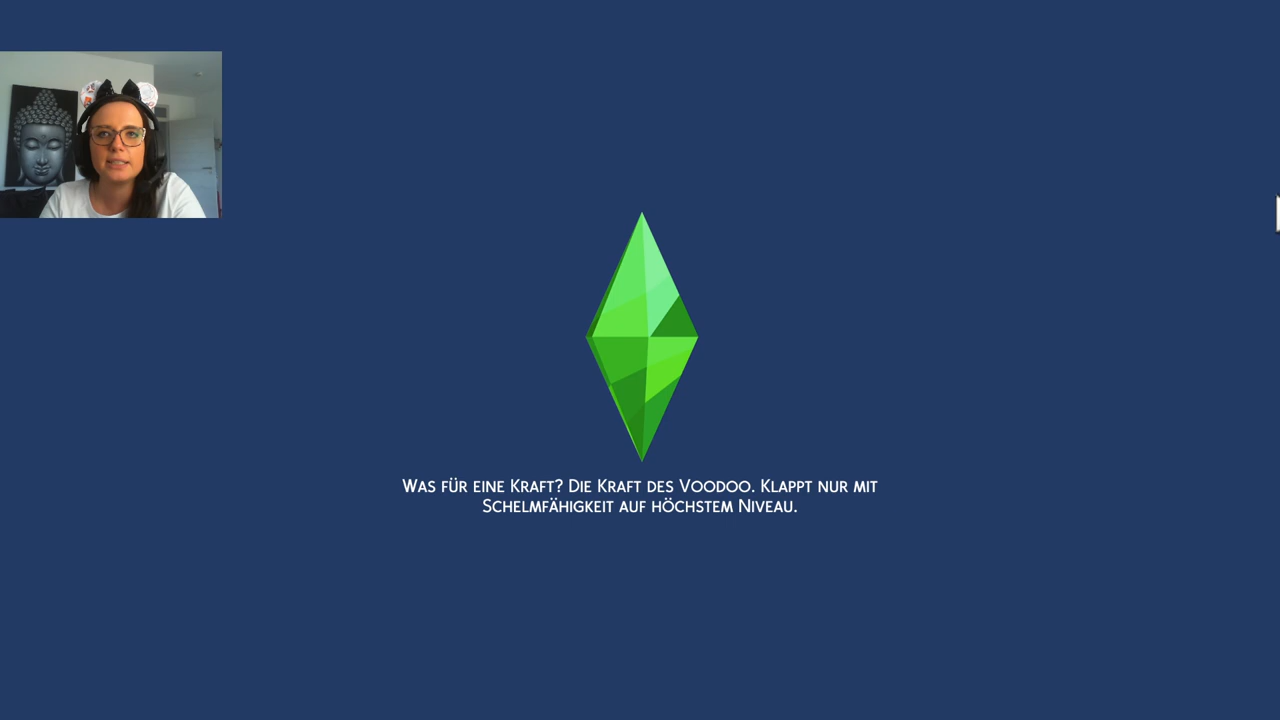 Was für eine Kraft? Die Kraft des Voodoo. Klappt nur mit
Schelmfähigkeit auf höchstem Niveau.